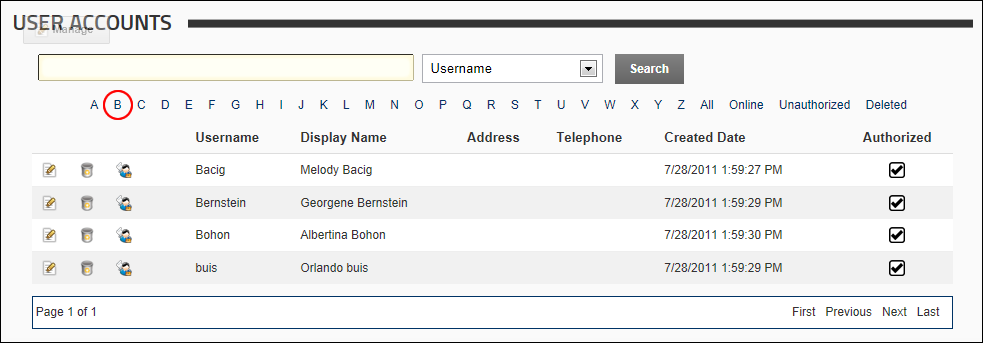 USER ACCOUNTS
Manage
Username Search
A B C D E F G H I J K L M N O P Q R S T U V W X Y Z All Online Unauthorized Deleted
Username Display Name Address Telephone Created Date Authorized
Bacig Melody Bacig 7/28/2011 1:59:27 PM
Bernstein Georgene Bernstein 7/28/2011 1:59:29 PM
Bohon Albertina Bohon 7/28/2011 1:59:30 PM
buis Orlando buis 7/28/2011 1:59:29 PM
Page 1 of 1 First Previous Next Last